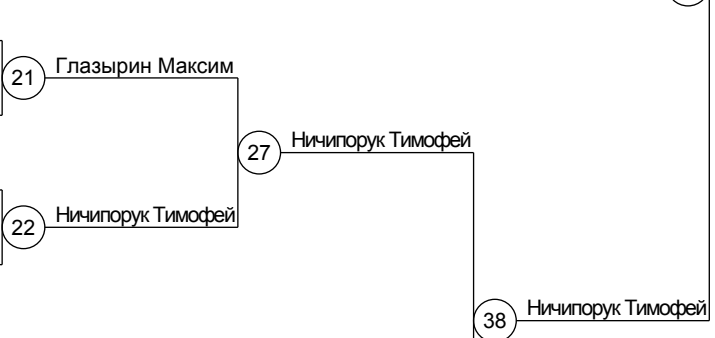 Глазырин Максим
21
Ничипорук Тимофей
27
Ничипорук Тимофей
22
Ничипорук Тимофей
38